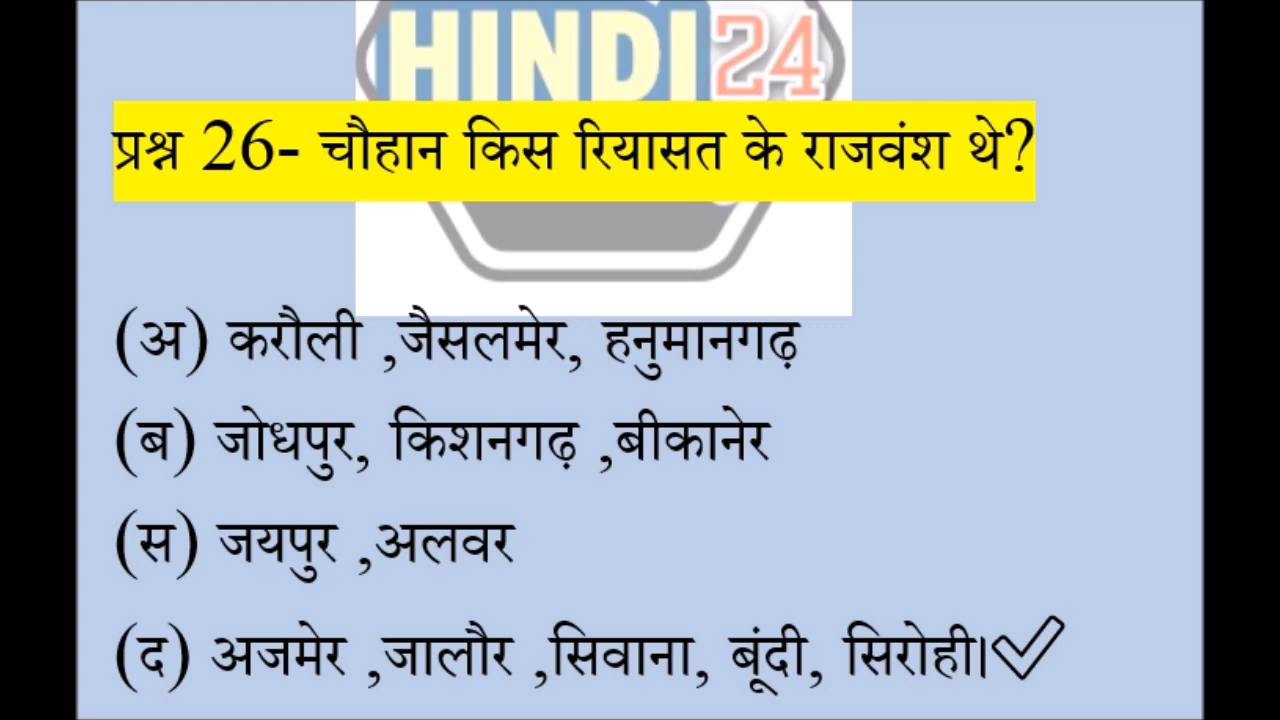 HINDI 24
प्रश्न 26- चौहान किस रियासत के राजवंश थे?
(अ) करौली ,जैसलमेर, हनुमानगढ़
(ब) जोधपुर, किशनगढ़ ,बीकानेर
(स) जयपुर ,अलवर
(द) अजमेर ,जालौर ,सिवाना, बूंदी, सिरोही।